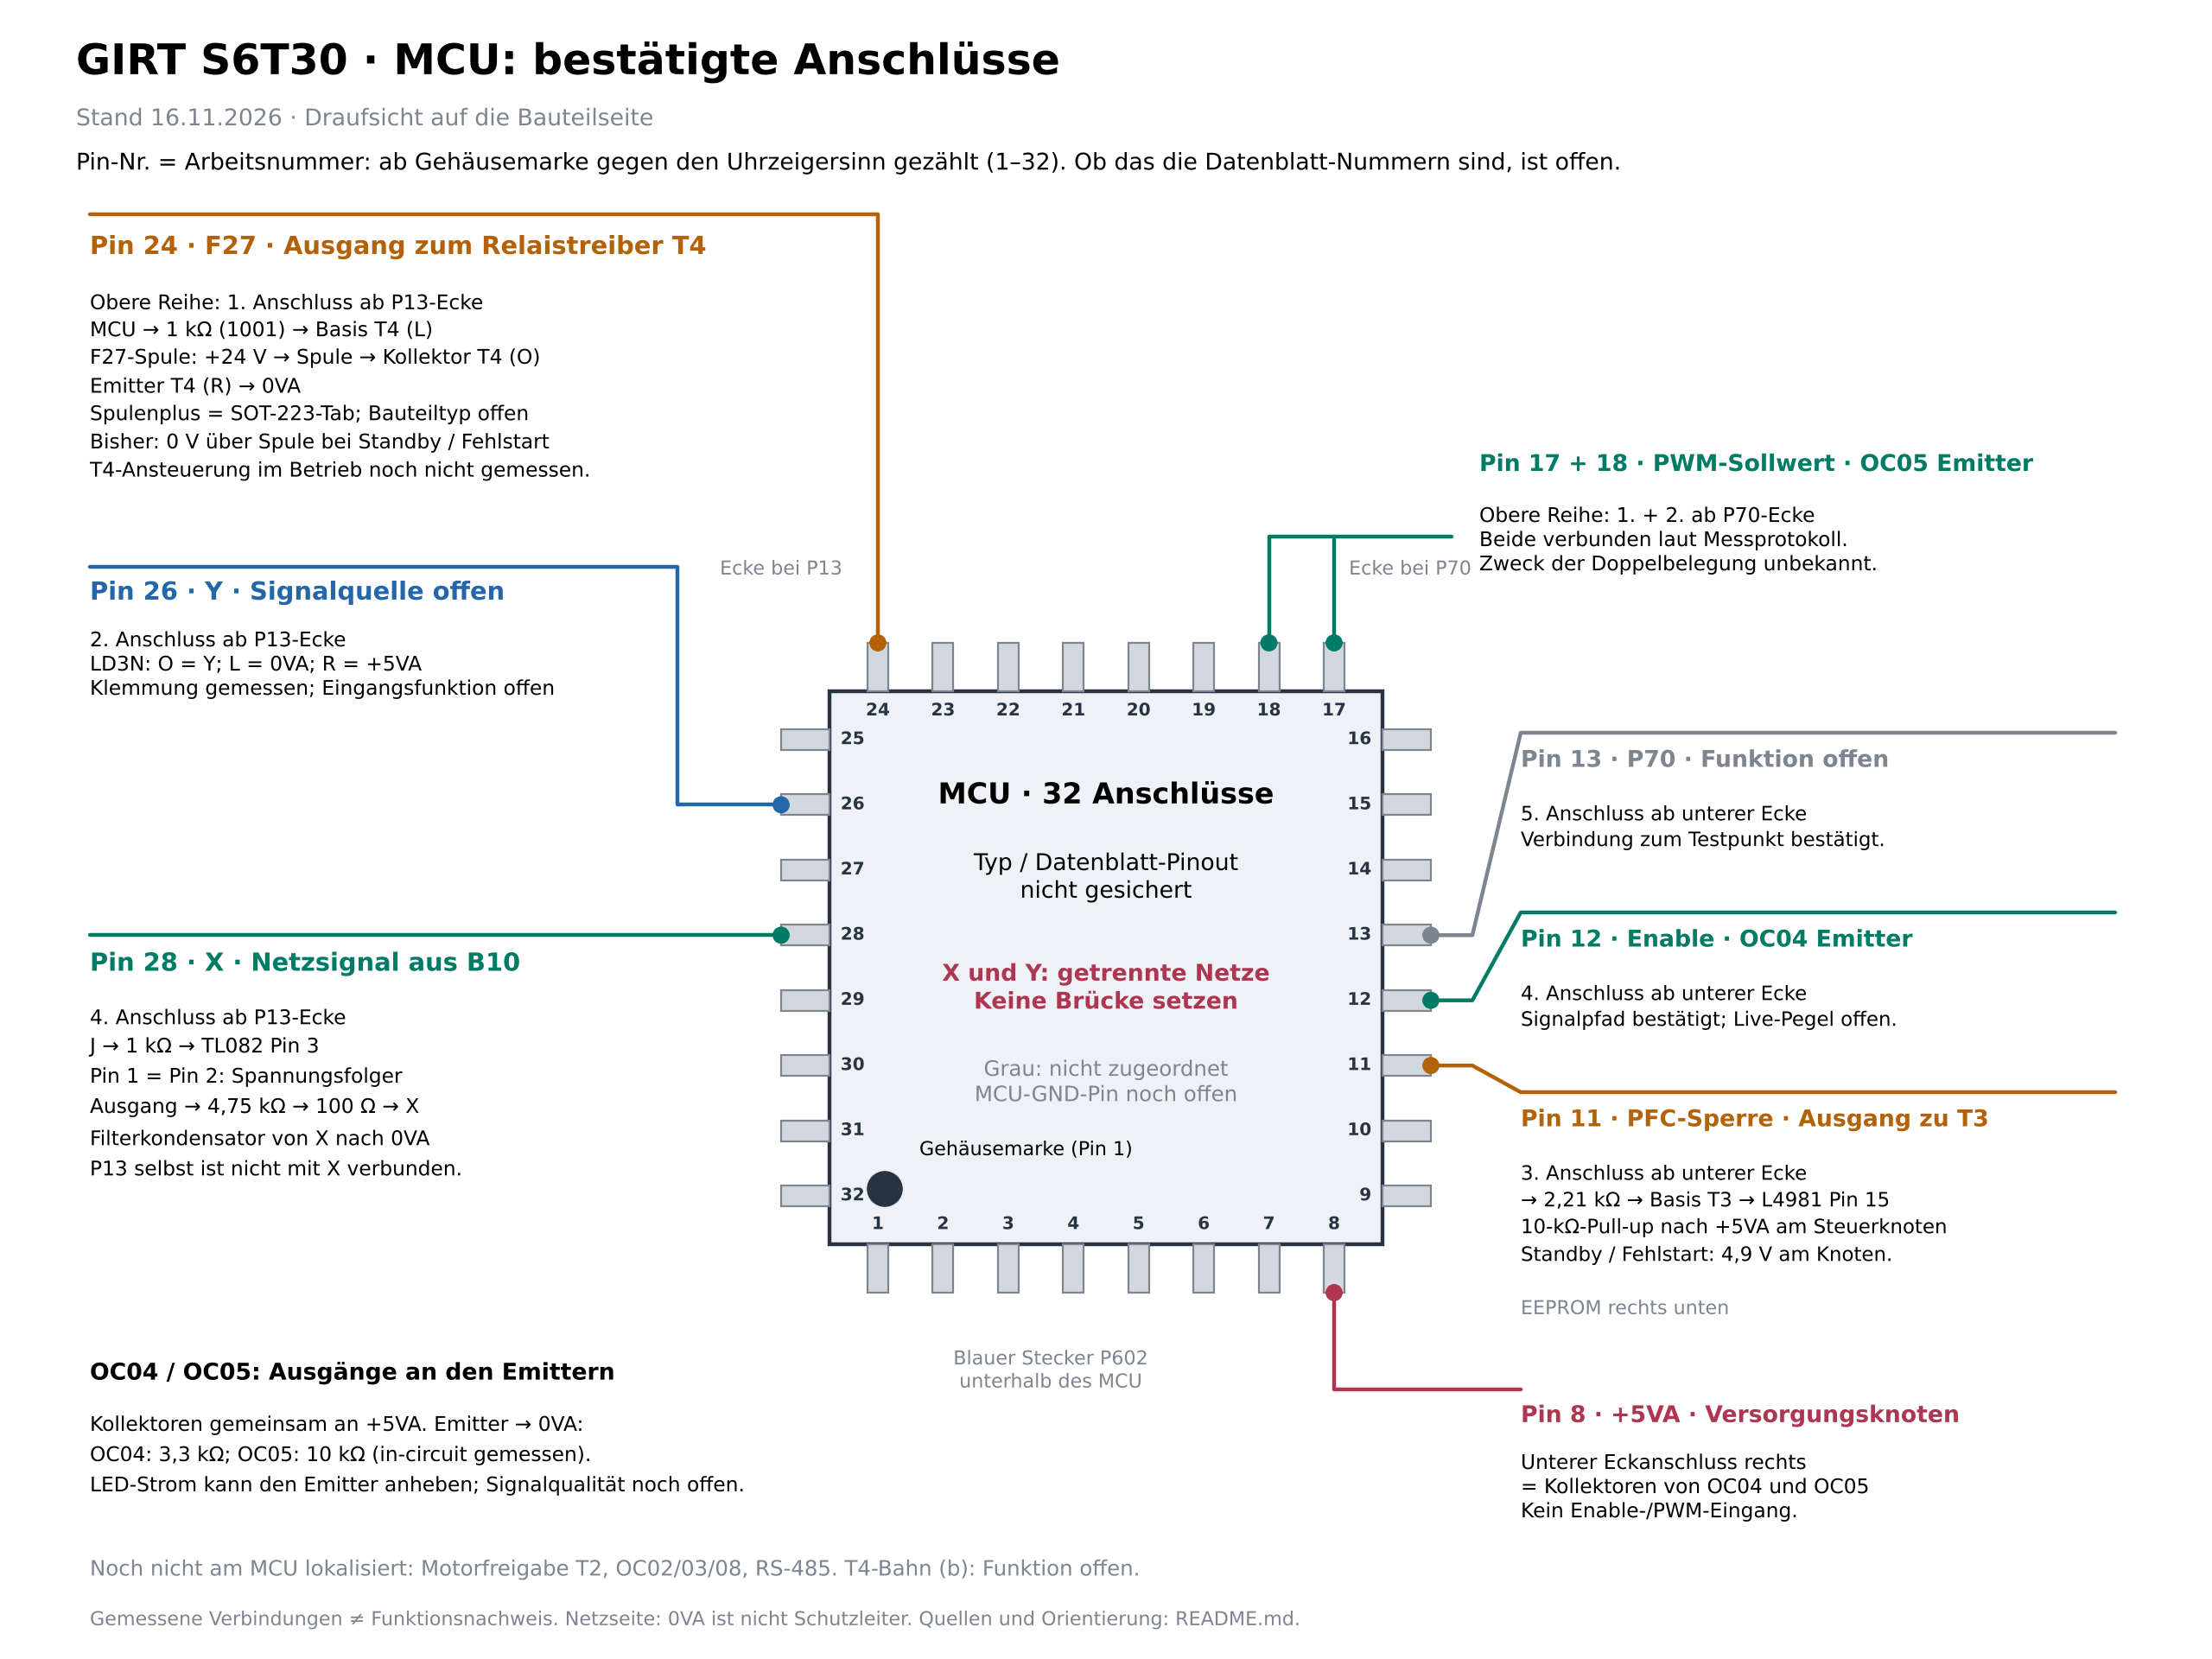 GIRT S6T30 · MCU: bestätigte Anschlüsse
Stand 16.11.2026 · Draufsicht auf die Bauteilseite
Pin-Nr. = Arbeitsnummer: ab Gehäusemarke gegen den Uhrzeigersinn gezählt (1–32). Ob das die Datenblatt-Nummern sind, ist offen.
Pin 24 · F27 · Ausgang zum Relaistreiber T4
Obere Reihe: 1. Anschluss ab P13-Ecke
MCU → 1 kΩ (1001) → Basis T4 (L)
F27-Spule: +24 V → Spule → Kollektor T4 (O)
Emitter T4 (R) → 0VA
Spulenplus = SOT-223-Tab; Bauteiltyp offen
Bisher: 0 V über Spule bei Standby / Fehlstart
T4-Ansteuerung im Betrieb noch nicht gemessen.
Pin 17 + 18 · PWM-Sollwert · OC05 Emitter
Obere Reihe: 1. + 2. ab P70-Ecke
Beide verbunden laut Messprotokoll.
Zweck der Doppelbelegung unbekannt.
Ecke bei P13
Ecke bei P70
Pin 26 · Y · Signalquelle offen
2. Anschluss ab P13-Ecke
LD3N: O = Y; L = 0VA; R = +5VA
Klemmung gemessen; Eingangsfunktion offen
Pin 28 · X · Netzsignal aus B10
4. Anschluss ab P13-Ecke
J → 1 kΩ → TL082 Pin 3
Pin 1 = Pin 2: Spannungsfolger
Ausgang → 4,75 kΩ → 100 Ω → X
Filterkondensator von X nach 0VA
P13 selbst ist nicht mit X verbunden.
24 23 22 21 20 19 18 17
25
26
27
28
29
30
31
32
MCU · 32 Anschlüsse
Typ / Datenblatt-Pinout
nicht gesichert
X und Y: getrennte Netze
Keine Brücke setzen
Grau: nicht zugeordnet
MCU-GND-Pin noch offen
Gehäusemarke (Pin 1)
16
15
14
13
12
11
10
9
1 2 3 4 5 6 7 8
Pin 13 · P70 · Funktion offen
5. Anschluss ab unterer Ecke
Verbindung zum Testpunkt bestätigt.
Pin 12 · Enable · OC04 Emitter
4. Anschluss ab unterer Ecke
Signalpfad bestätigt; Live-Pegel offen.
Pin 11 · PFC-Sperre · Ausgang zu T3
3. Anschluss ab unterer Ecke
→ 2,21 kΩ → Basis T3 → L4981 Pin 15
10-kΩ-Pull-up nach +5VA am Steuerknoten
Standby / Fehlstart: 4,9 V am Knoten.
EEPROM rechts unten
Blauer Stecker P602
unterhalb des MCU
Pin 8 · +5VA · Versorgungsknoten
Unterer Eckanschluss rechts
= Kollektoren von OC04 und OC05
Kein Enable-/PWM-Eingang.
OC04 / OC05: Ausgänge an den Emittern
Kollektoren gemeinsam an +5VA. Emitter → 0VA:
OC04: 3,3 kΩ; OC05: 10 kΩ (in-circuit gemessen).
LED-Strom kann den Emitter anheben; Signalqualität noch offen.
Noch nicht am MCU lokalisiert: Motorfreigabe T2, OC02/03/08, RS-485. T4-Bahn (b): Funktion offen.
Gemessene Verbindungen ≠ Funktionsnachweis. Netzseite: 0VA ist nicht Schutzleiter. Quellen und Orientierung: README.md.